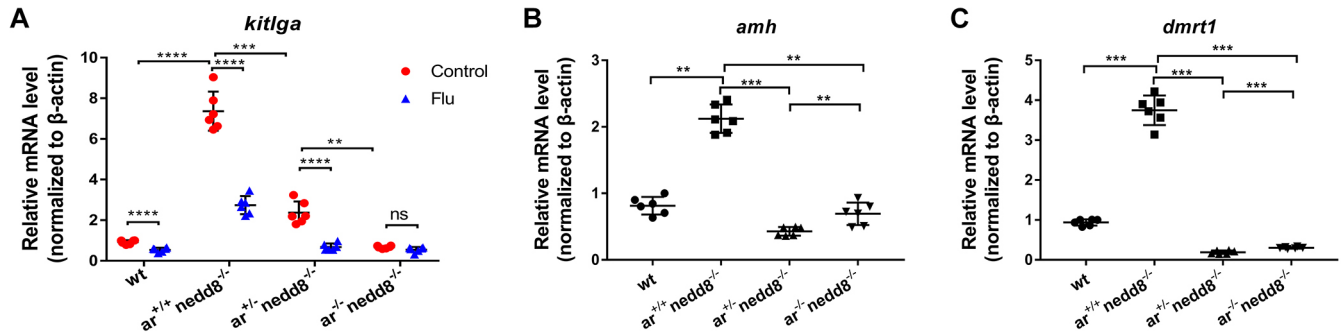 A
kitlga
Relative mRNA level
(normalized to β-actin)
10
8
6
4
2
0
****
****
***
****
****
**
ns
Control
Flu
wt
ar+/+ nedd8-/-
ar+/- nedd8-/-
ar-/- nedd8-/-
B
amh
Relative mRNA level
(normalized to β-actin)
3
2
1
0
**
**
***
**
wt
ar+/+ nedd8-/-
ar+/- nedd8-/-
ar-/- nedd8-/-
C
dmrt1
Relative mRNA level
(normalized to β-actin)
5
4
3
2
1
0
***
***
***
***
wt
ar+/+ nedd8-/-
ar+/- nedd8-/-
ar-/- nedd8-/-